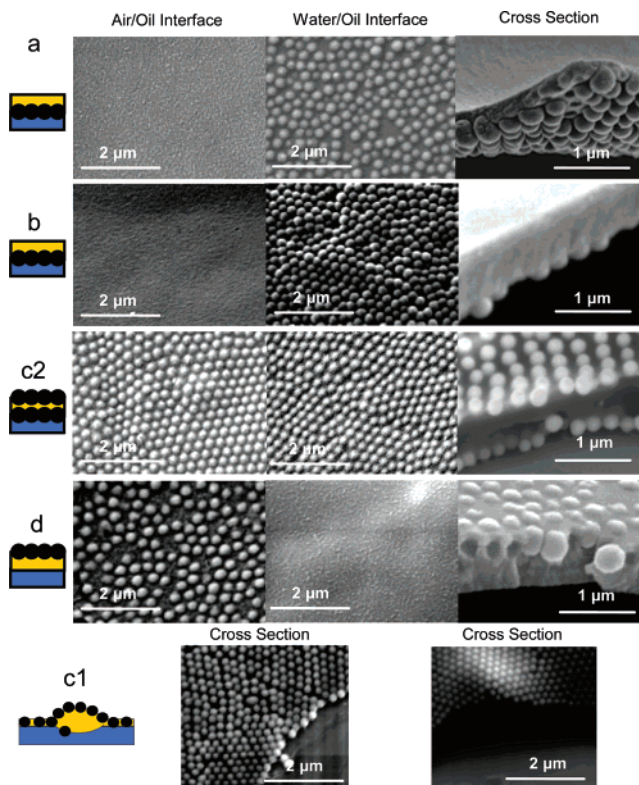 Air/Oil Interface Water/Oil Interface Cross Section
a
2 µm 2 µm 1 µm
b
2 µm 2 µm 1 µm
c2
2 µm 2 µm 1 µm
d
2 µm 2 µm 1 µm
Cross Section Cross Section
c1
2 µm 2 µm